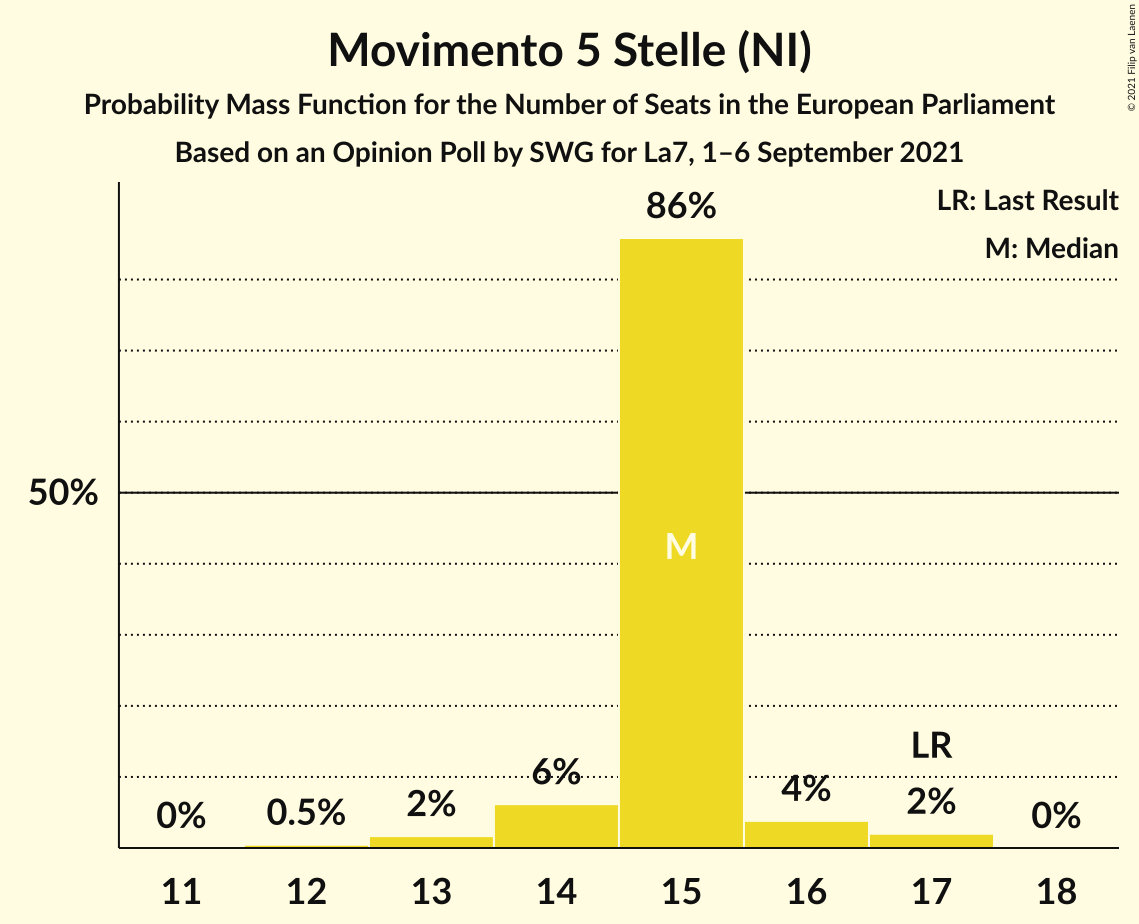 Movimento 5 Stelle (NI)
Probability Mass Function for the Number of Seats in the European Parliament
Based on an Opinion Poll by SWG for La7, 1–6 September 2021
© 2021 Filip van Laenen
LR: Last Result
M: Median
86%
50%
M
LR
0%
0.5%
2%
6%
4%
2%
0%
11 12 13 14 15 16 17 18